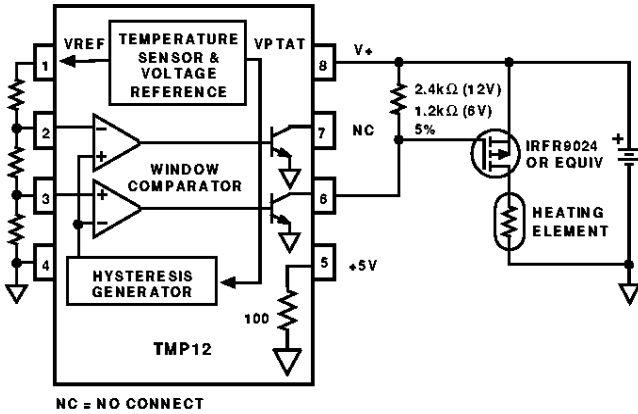 VREF
TEMPERATURE
SENSOR &
VOLTAGE
REFERENCE
VPTAT
V+
1
8
2.4kΩ (12V)
1.2kΩ (6V)
5%
2
7
NC
IRFR9024
OR EQUIV
+
−
+
WINDOW
COMPARATOR
3
6
+
−
HEATING
ELEMENT
4
5
+5V
HYSTERESIS
GENERATOR
100
TMP12
NC = NO CONNECT